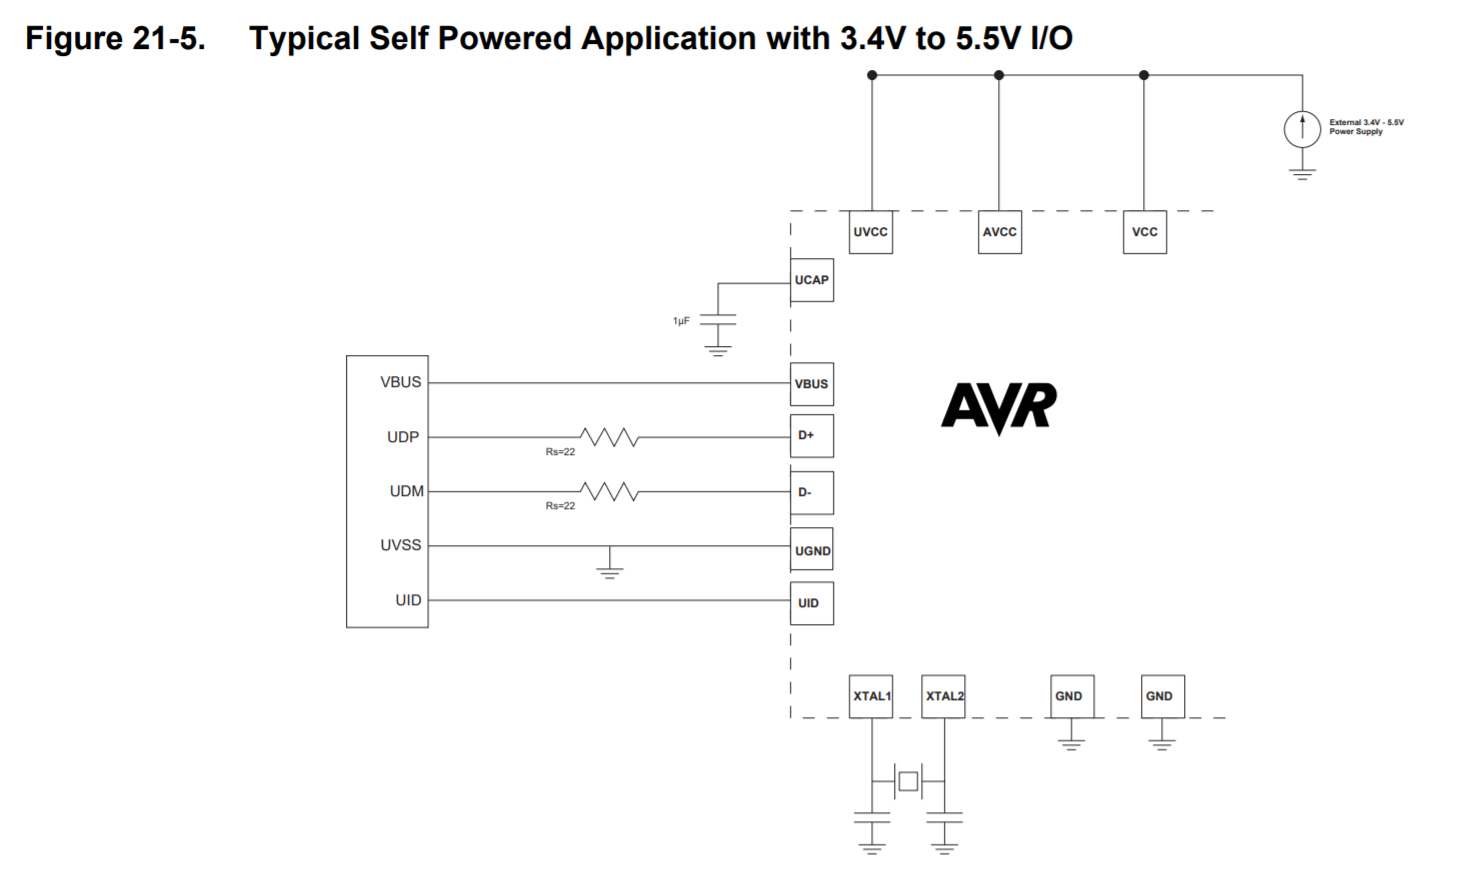 Figure 21-5. Typical Self Powered Application with 3.4V to 5.5V I/O
External 3.4V - 5.5V
Power Supply
UVCC
AVCC
VCC
UCAP
1µF
VBUS
VBUS
UDP
Rs=22
D+
UDM
Rs=22
D-
UVSS
UGND
UID
UID
AVR
XTAL1
XTAL2
GND
GND